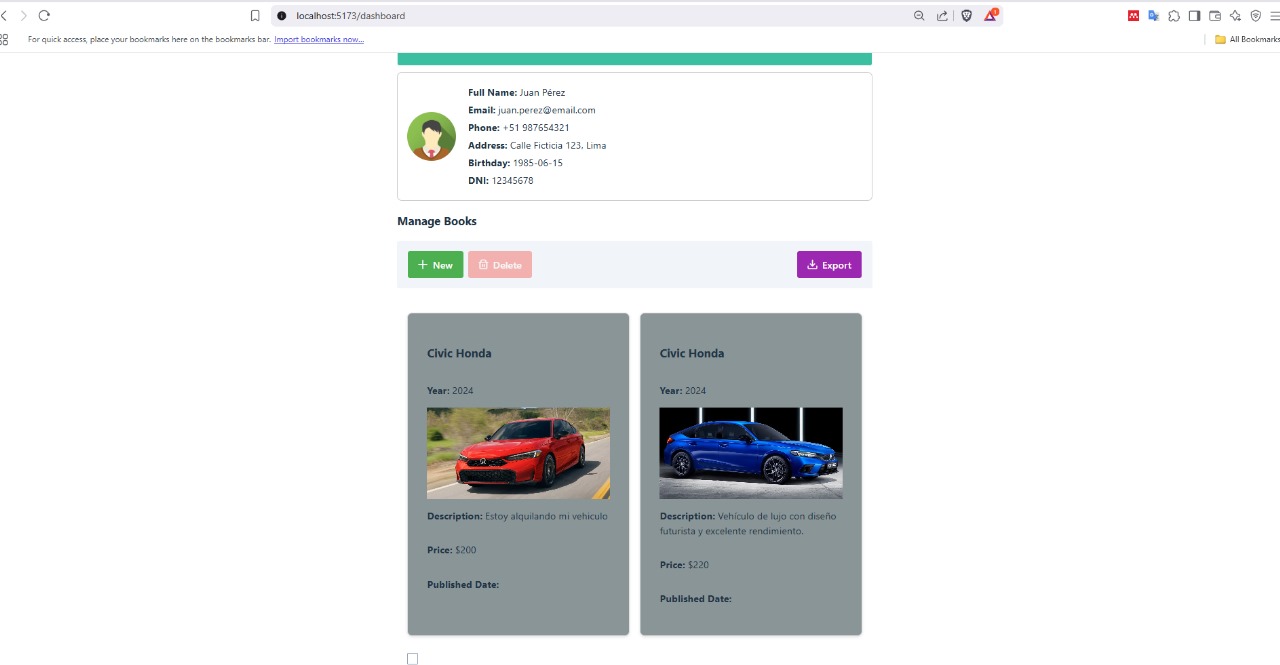 localhost:5173/dashboard
1
For quick access, place your bookmarks here on the bookmarks bar. Import bookmarks now...
All Bookmarks
Full Name: Juan Pérez
Email: juan.perez@email.com
Phone: +51 987654321
Address: Calle Ficticia 123, Lima
Birthday: 1985-06-15
DNI: 12345678
Manage Books
New
Delete
Export
Civic Honda
Year: 2024
Description: Estoy alquilando mi vehiculo
Price: $200
Published Date:
Civic Honda
Year: 2024
Description: Vehículo de lujo con diseño
futurista y excelente rendimiento.
Price: $220
Published Date: